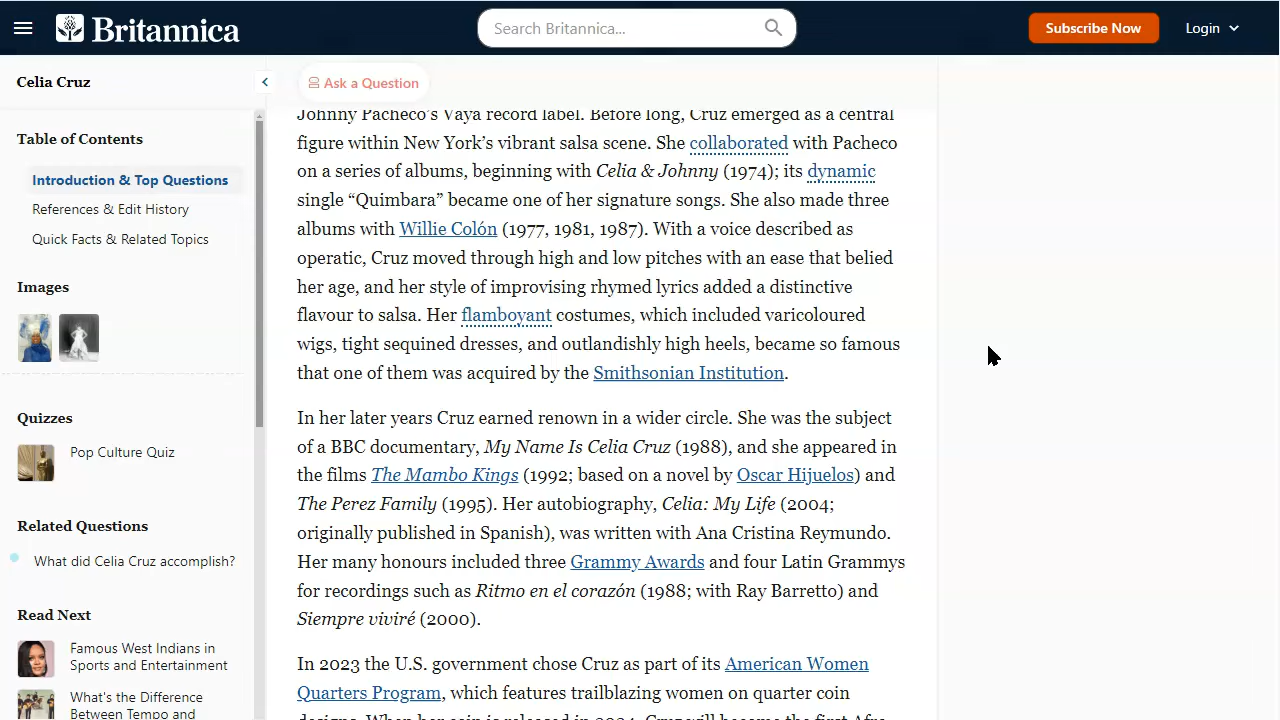 Britannica
Search Britannica...
Subscribe Now
Login
Celia Cruz
Ask a Question
Table of Contents
Introduction & Top Questions
References & Edit History
Quick Facts & Related Topics
Images
Quizzes
Pop Culture Quiz
Related Questions
What did Celia Cruz accomplish?
Read Next
Famous West Indians in
Sports and Entertainment
What's the Difference
Between Tempo and
Johnny Pacheco’s Vaya record label. Before long, Cruz emerged as a central
figure within New York’s vibrant salsa scene. She collaborated with Pacheco
on a series of albums, beginning with Celia & Johnny (1974); its dynamic
single “Quimbara” became one of her signature songs. She also made three
albums with Willie Colón (1977, 1981, 1987). With a voice described as
operatic, Cruz moved through high and low pitches with an ease that belied
her age, and her style of improvising rhymed lyrics added a distinctive
flavour to salsa. Her flamboyant costumes, which included varicoloured
wigs, tight sequined dresses, and outlandishly high heels, became so famous
that one of them was acquired by the Smithsonian Institution.
In her later years Cruz earned renown in a wider circle. She was the subject
of a BBC documentary, My Name Is Celia Cruz (1988), and she appeared in
the films The Mambo Kings (1992; based on a novel by Oscar Hijuelos) and
The Perez Family (1995). Her autobiography, Celia: My Life (2004;
originally published in Spanish), was written with Ana Cristina Reymundo.
Her many honours included three Grammy Awards and four Latin Grammys
for recordings such as Ritmo en el corazón (1988; with Ray Barretto) and
Siempre viviré (2000).
In 2023 the U.S. government chose Cruz as part of its American Women
Quarters Program, which features trailblazing women on quarter coin
designs. When her coin is released in 2024, Cruz will become the first Afro-